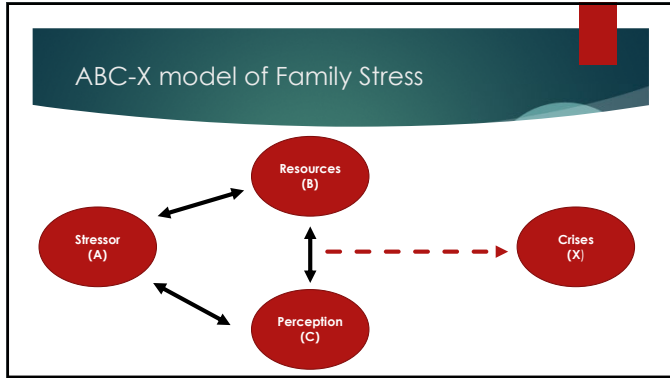 ABC-X model of Family Stress
Resources
(B)
Stressor
(A)
Crises
(X)
Perception
(C)